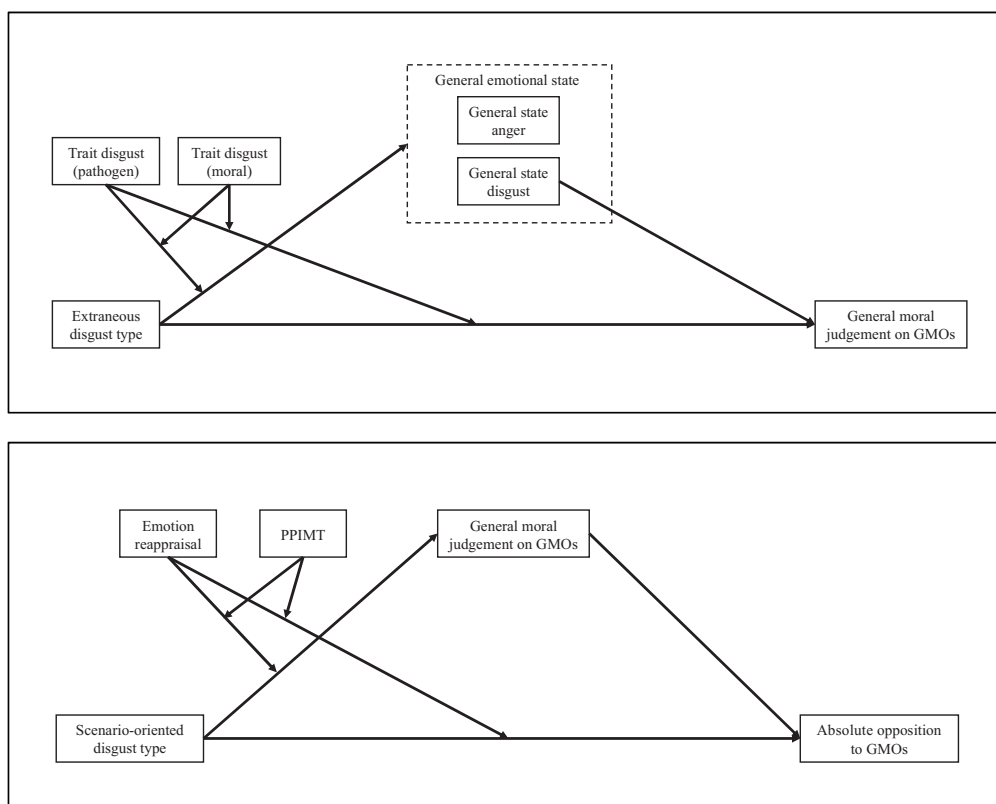 General emotional state
General state
anger
General state
disgust
Trait disgust
(pathogen)
Trait disgust
(moral)
Extraneous
disgust type
General moral
judgement on GMOs
Emotion
reappraisal
PPIMT
General moral
judgement on GMOs
Scenario-oriented
disgust type
Absolute opposition
to GMOs